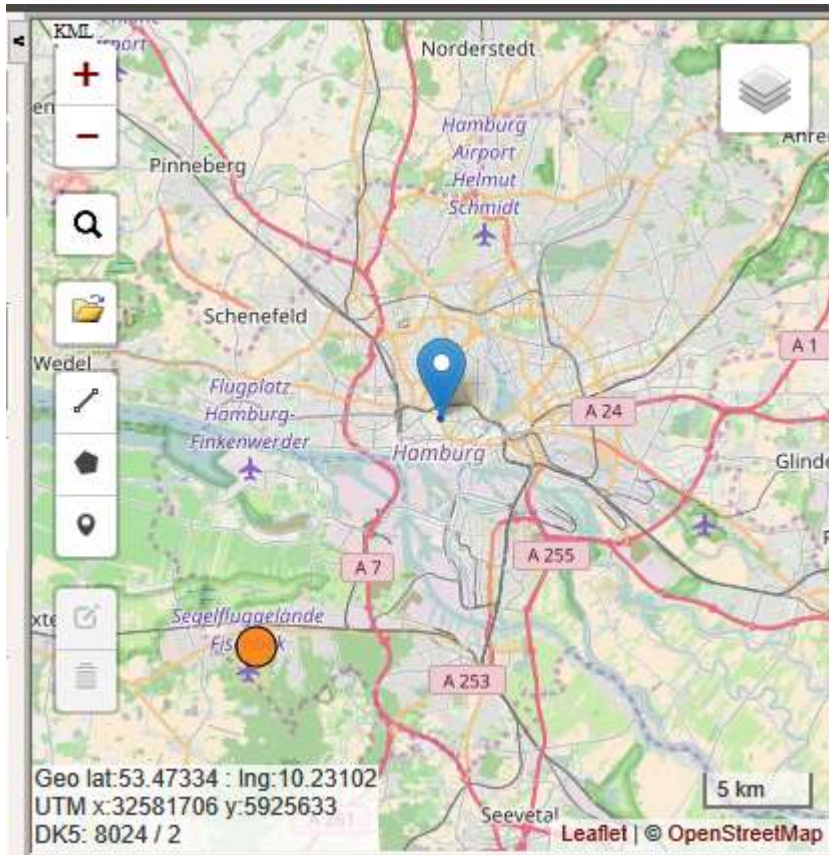 <
KML
+
−
Norderstedt
Hamburg
Airport
Helmut
Schmidt
Pinneberg
Schenefeld
A 1
Wedel
Flugplatz
Hamburg-
Finkenwerder
A 24
Hamburg
Glinde
A 7
A 255
Segelfluggelände
A 253
Geo lat:53.47334 : lng:10.23102
UTM x:32581706 y:5925633
DK5: 8024 / 2
5 km
Seevetal
Leaflet | © OpenStreetMap